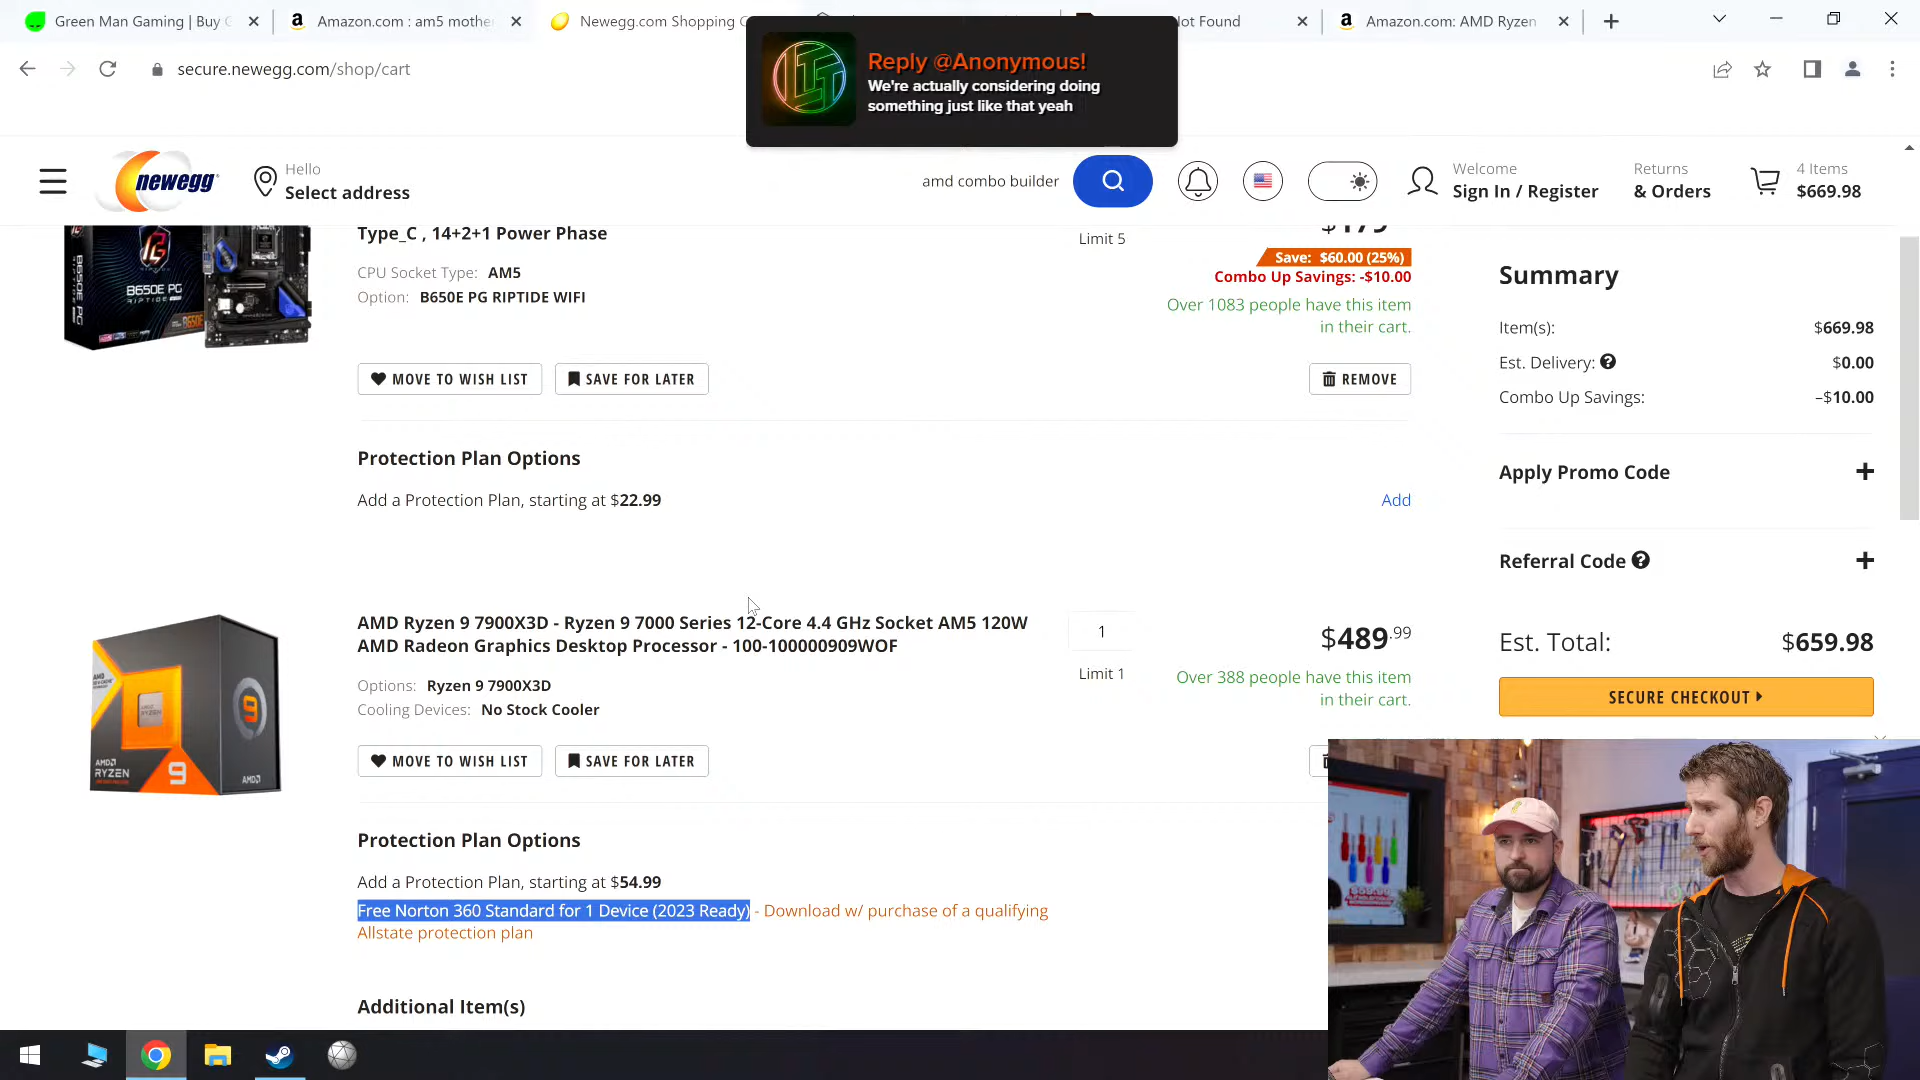 Green Man Gaming | Buy
Amazon.com : am5 mothe
Newegg.com Shopping
Not Found
Amazon.com: AMD Ryzen
secure.newegg.com/shop/cart
Reply @Anonymous!
We're actually considering doing
something just like that yeah
newegg
Hello
Select address
amd combo builder
Welcome
Sign In / Register
Returns
& Orders
4 Items
$669.98
B650E PG
RIPTIDE
Type_C , 14+2+1 Power Phase
CPU Socket Type: AM5
Option: B650E PG RIPTIDE WIFI
Limit 5
$179
Save: $60.00 (25%)
Combo Up Savings: -$10.00
Over 1083 people have this item
in their cart.
MOVE TO WISH LIST
SAVE FOR LATER
REMOVE
Protection Plan Options
Add a Protection Plan, starting at $22.99
Add
AMD Ryzen 9 7900X3D - Ryzen 9 7000 Series 12-Core 4.4 GHz Socket AM5 120W
AMD Radeon Graphics Desktop Processor - 100-100000909WOF
Options: Ryzen 9 7900X3D
Cooling Devices: No Stock Cooler
1
Limit 1
$489.99
Over 388 people have this item
in their cart.
AMD
RYZEN
9
AMD
MOVE TO WISH LIST
SAVE FOR LATER
Protection Plan Options
Add a Protection Plan, starting at $54.99
Free Norton 360 Standard for 1 Device (2023 Ready) - Download w/ purchase of a qualifying
Allstate protection plan
Additional Item(s)
Summary
Item(s): $669.98
Est. Delivery: $0.00
Combo Up Savings: –$10.00
Apply Promo Code
Referral Code
Est. Total: $659.98
SECURE CHECKOUT